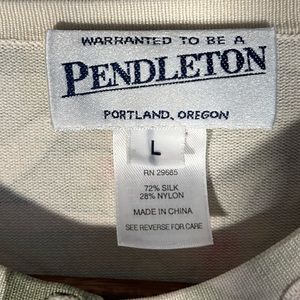 WARRANTED TO BE A
PENDLETON
PORTLAND, OREGON
L
RN 29685
72% SILK
28% NYLON
MADE IN CHINA
SEE REVERSE FOR CARE